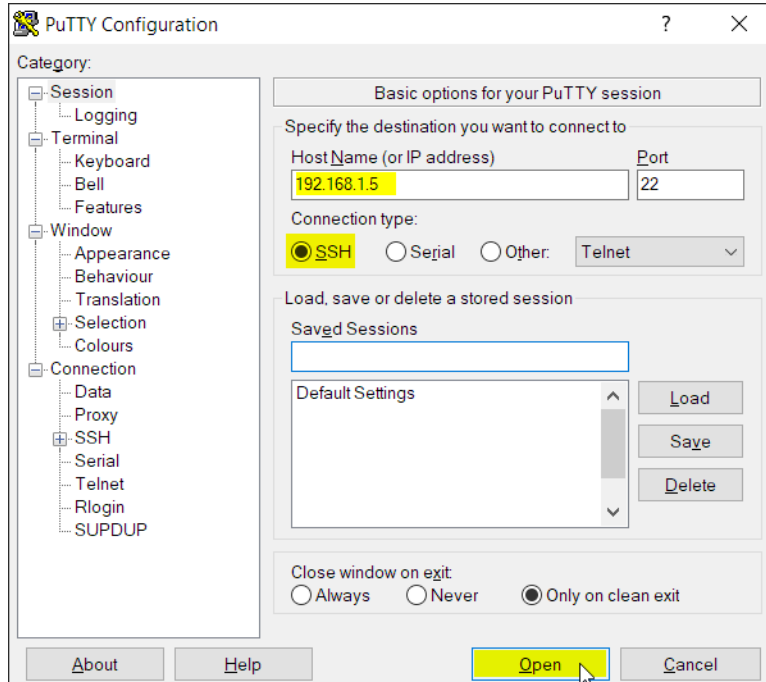 PuTTY Configuration
?
Category:
Session
Logging
Terminal
Keyboard
Bell
Features
Window
Appearance
Behaviour
Translation
Selection
Colours
Connection
Data
Proxy
SSH
Serial
Telnet
Rlogin
SUPDUP
Basic options for your PuTTY session
Specify the destination you want to connect to
Host Name (or IP address) Port
192.168.1.5 22
Connection type:
SSH Serial Other: Telnet
Load, save or delete a stored session
Saved Sessions
Default Settings
Load
Save
Delete
Close window on exit:
Always Never Only on clean exit
About Help Open Cancel